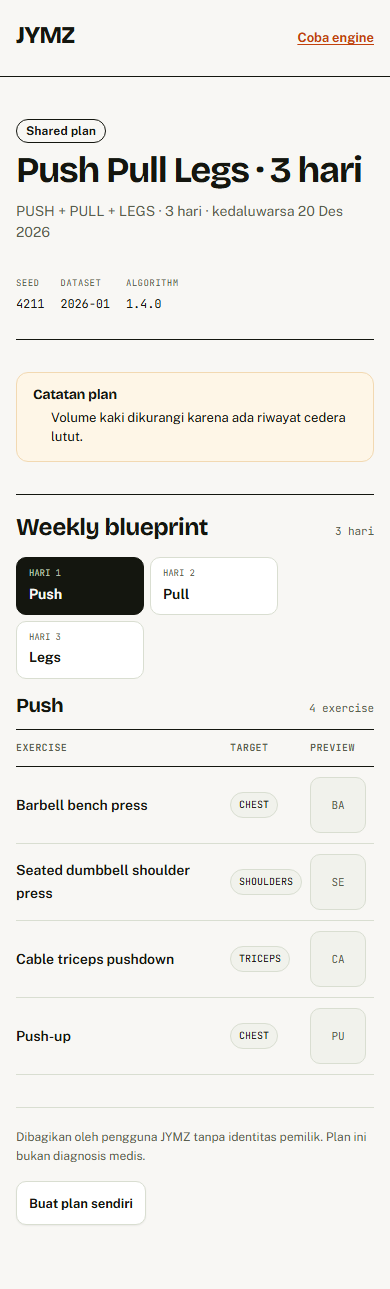 JYMZ
Coba engine
Shared plan
Push Pull Legs · 3 hari
PUSH + PULL + LEGS · 3 hari · kedaluwarsa 20 Des
2026
SEED
4211
DATASET
2026-01
ALGORITHM
1.4.0
Catatan plan
Volume kaki dikurangi karena ada riwayat cedera
lutut.
Weekly blueprint
3 hari
HARI 1
Push
HARI 2
Pull
HARI 3
Legs
Push
4 exercise
EXERCISE TARGET PREVIEW
Barbell bench press CHEST BA
Seated dumbbell shoulder
press
SHOULDERS SE
Cable triceps pushdown TRICEPS CA
Push-up CHEST PU
Dibagikan oleh pengguna JYMZ tanpa identitas pemilik. Plan ini
bukan diagnosis medis.
Buat plan sendiri